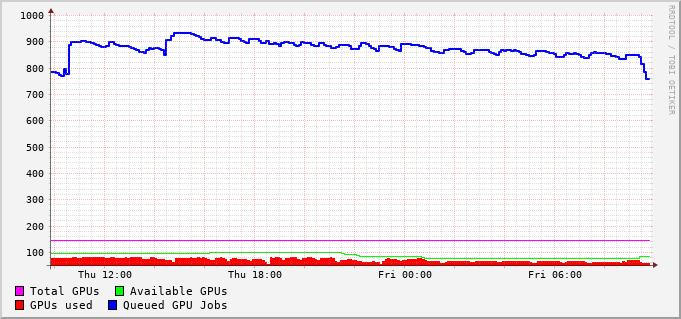 1000
900
800
700
600
500
400
300
200
100
Thu 12:00 Thu 18:00 Fri 00:00 Fri 06:00
Total GPUs Available GPUs
GPUs used Queued GPU Jobs
RRDTOOL / TOBI OETIKER